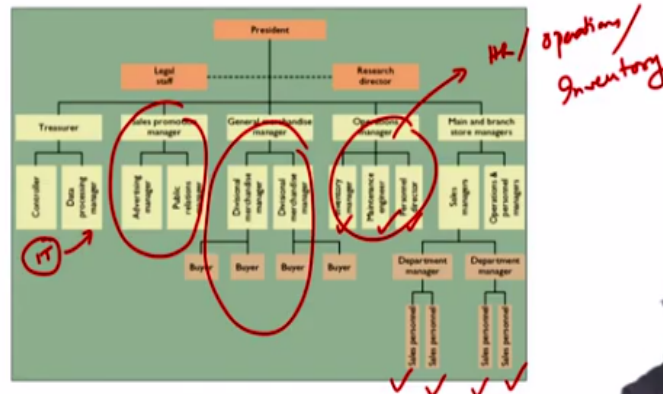 President
HR / operations /
Inventory
Legal
staff
Research
director
Treasurer
Sales promotion
manager
General merchandise
manager
Operations
manager
Main and branch
store managers
Controller
Data
processing
manager
Advertising
manager
Public
relations
manager
Divisional
merchandise
manager
Divisional
merchandise
manager
Inventory
manager
Maintenance
engineer
Personnel
director
Sales
managers
Operations &
personnel
managers
IT
Buyer
Buyer
Buyer
Buyer
Department
manager
Department
manager
Sales personnel
Sales personnel
Sales personnel
Sales personnel